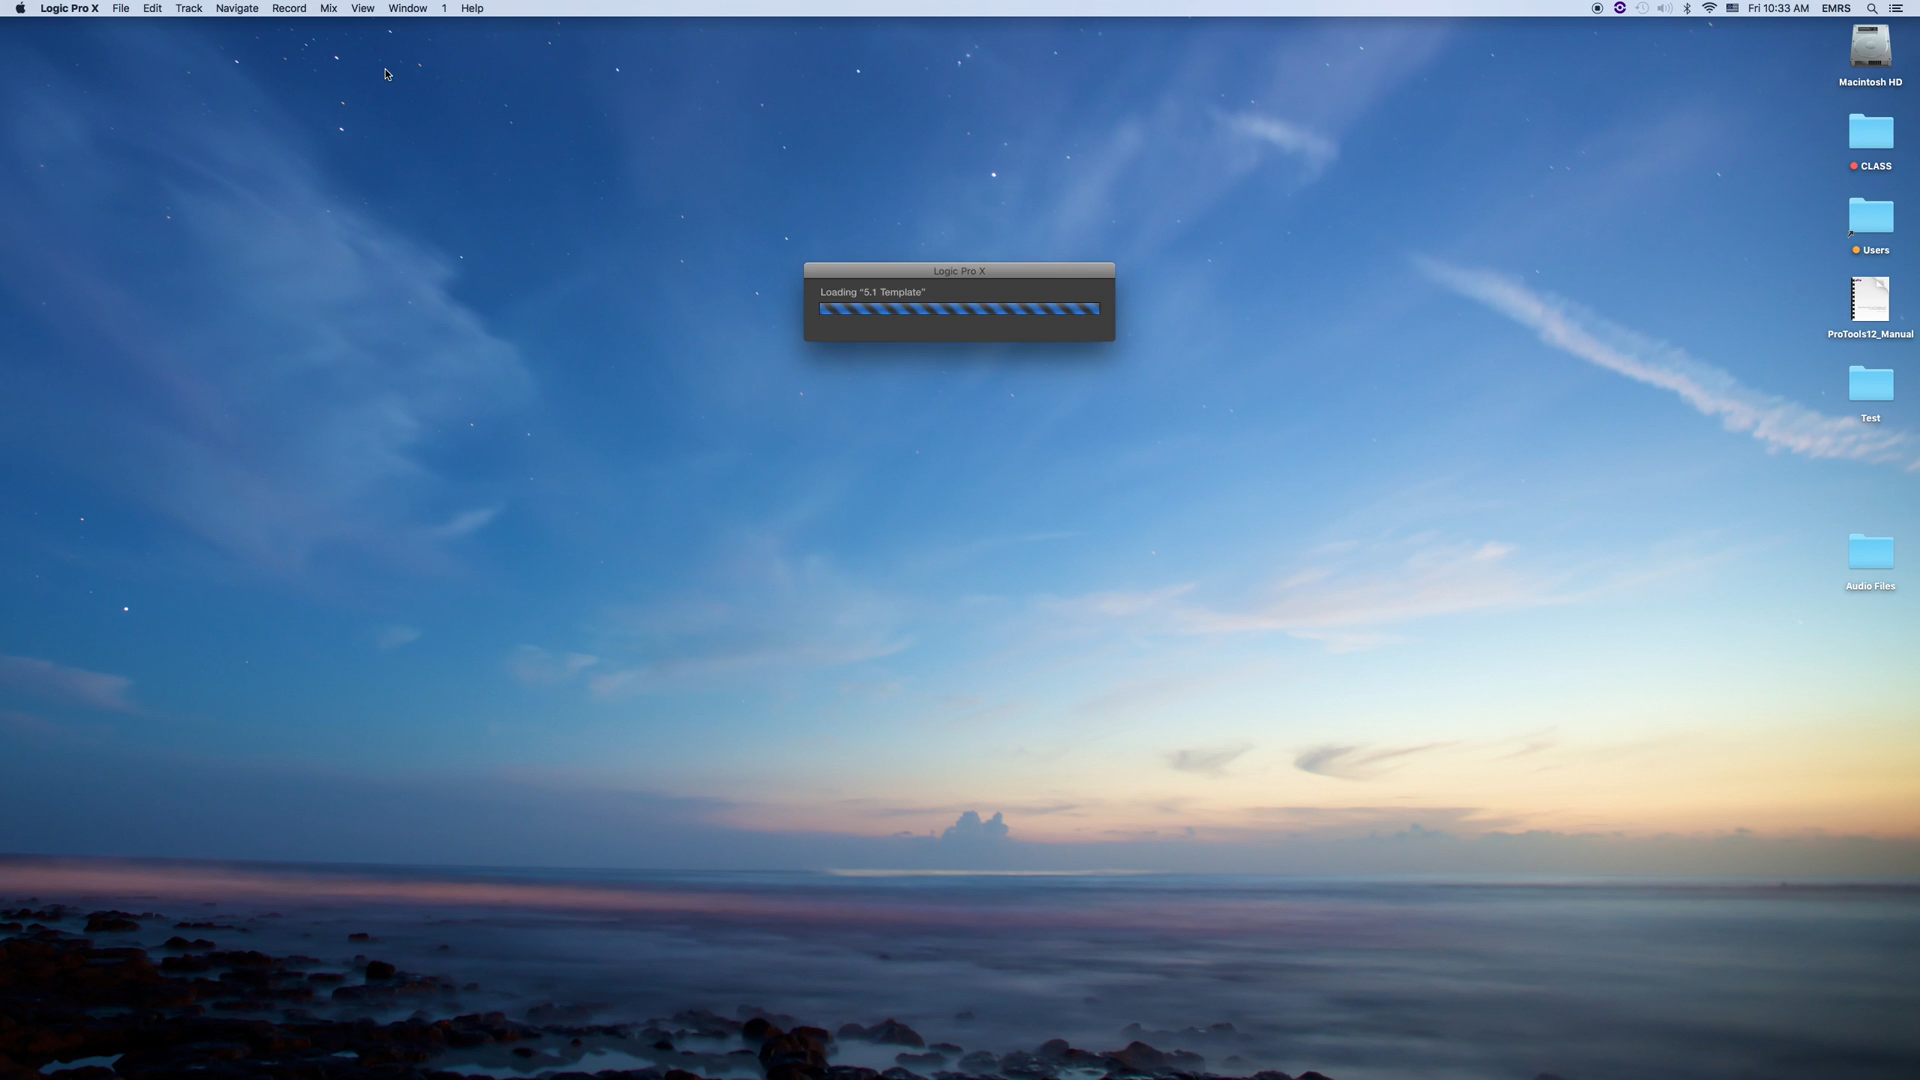 Logic Pro X File Edit Track Navigate Record Mix View Window 1 Help Fri 10:33 AM EMRS
Macintosh HD
CLASS
Users
Logic Pro X
Loading “5.1 Template”
ProTools12_Manual
Test
Audio Files